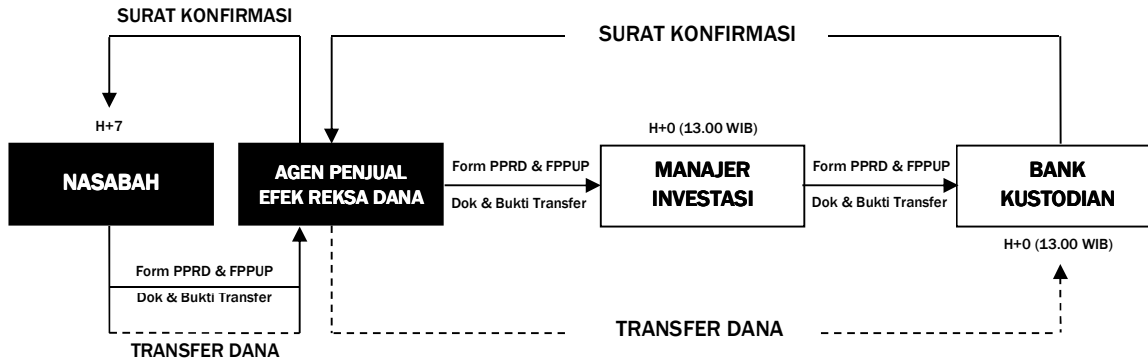 SURAT KONFIRMASI
SURAT KONFIRMASI
H+7
H+0 (13.00 WIB)
NASABAH
AGEN PENJUAL
EFEK REKSA DANA
Form PPRD & FPPUP
Dok & Bukti Transfer
MANAJER
INVESTASI
Form PPRD & FPPUP
Dok & Bukti Transfer
BANK
KUSTODIAN
H+0 (13.00 WIB)
Form PPRD & FPPUP
Dok & Bukti Transfer
TRANSFER DANA
TRANSFER DANA